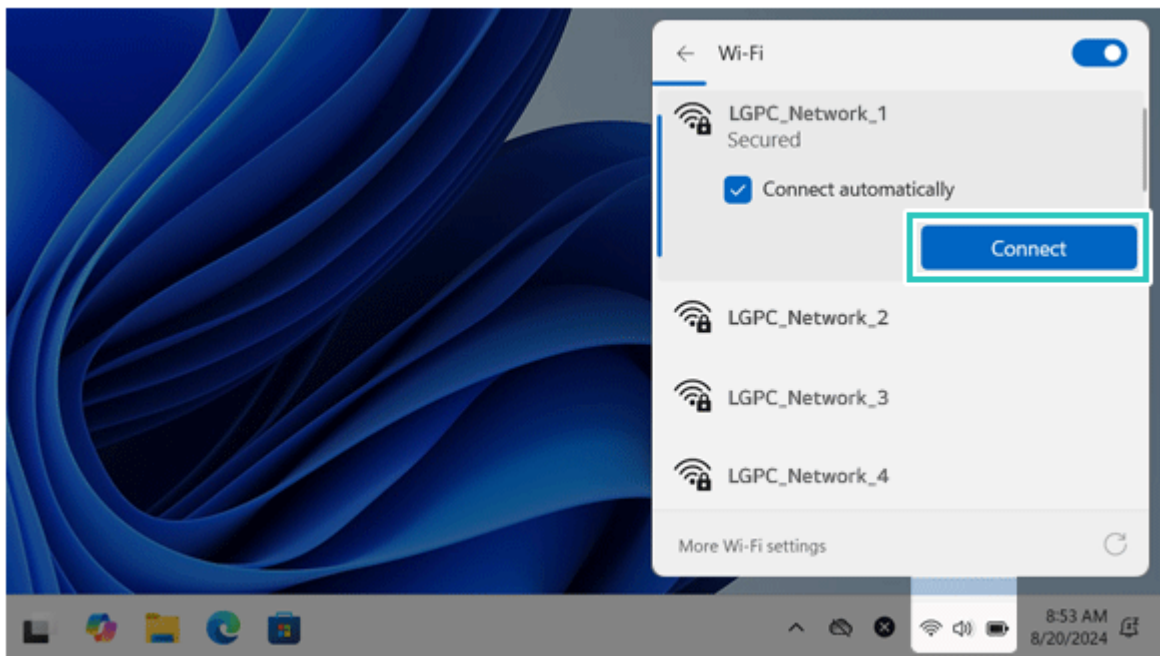 Wi-Fi
LGPC_Network_1
Secured
Connect automatically
Connect
LGPC_Network_2
LGPC_Network_3
LGPC_Network_4
More Wi-Fi settings
8:53 AM
8/20/2024